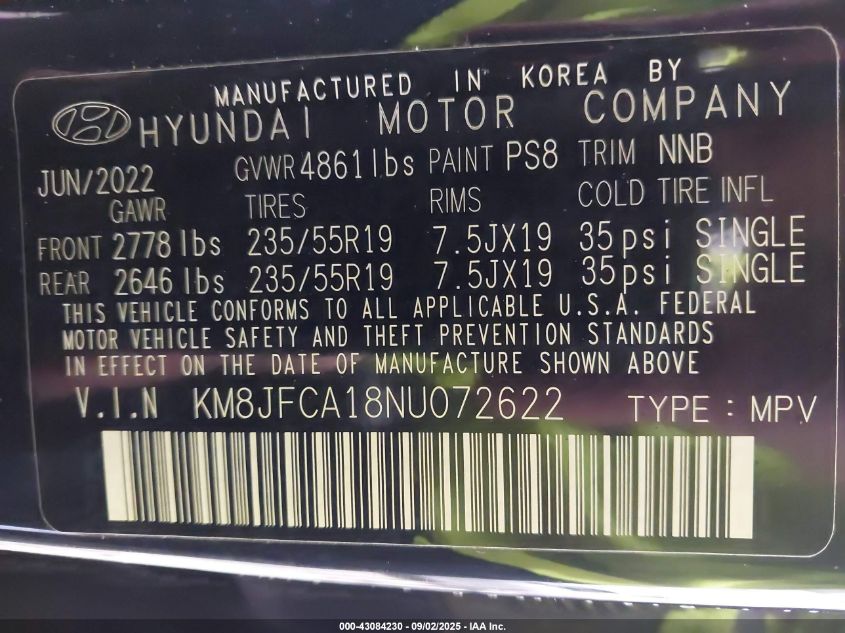 MANUFACTURED IN KOREA BY
HYUNDAI MOTOR COMPANY
JUN/2022 GVWR 4861 lbs PAINT PS8 TRIM NNB
GAWR TIRES RIMS COLD TIRE INFL
FRONT 2778 lbs 235/55R19 7.5JX19 35psi SINGLE
REAR 2646 lbs 235/55R19 7.5JX19 35psi SINGLE
THIS VEHICLE CONFORMS TO ALL APPLICABLE U.S.A. FEDERAL
MOTOR VEHICLE SAFETY AND THEFT PREVENTION STANDARDS
IN EFFECT ON THE DATE OF MANUFACTURE SHOWN ABOVE
V.I.N KM8JFCA18NU072622 TYPE : MPV
000-43084230 - 09/02/2025 - IAA Inc.